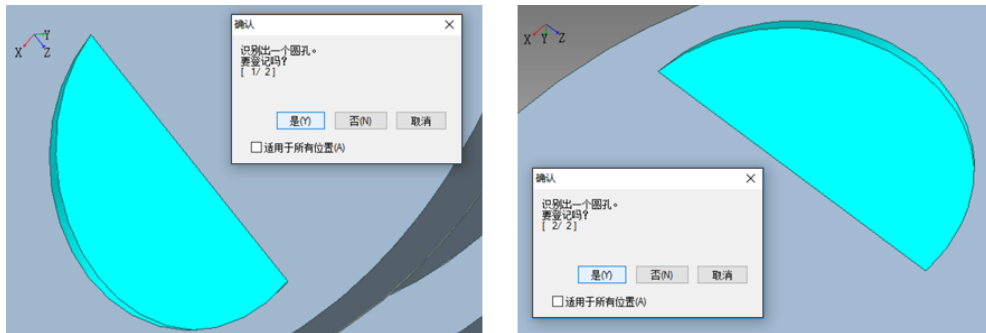 Y
X
Z
确认
识别出一个圆孔。
要登记吗？
[ 1/ 2]
是(Y)
否(N)
取消
适用于所有位置(A)
X
Y
Z
确认
识别出一个圆孔。
要登记吗？
[ 2/ 2]
是(Y)
否(N)
取消
适用于所有位置(A)